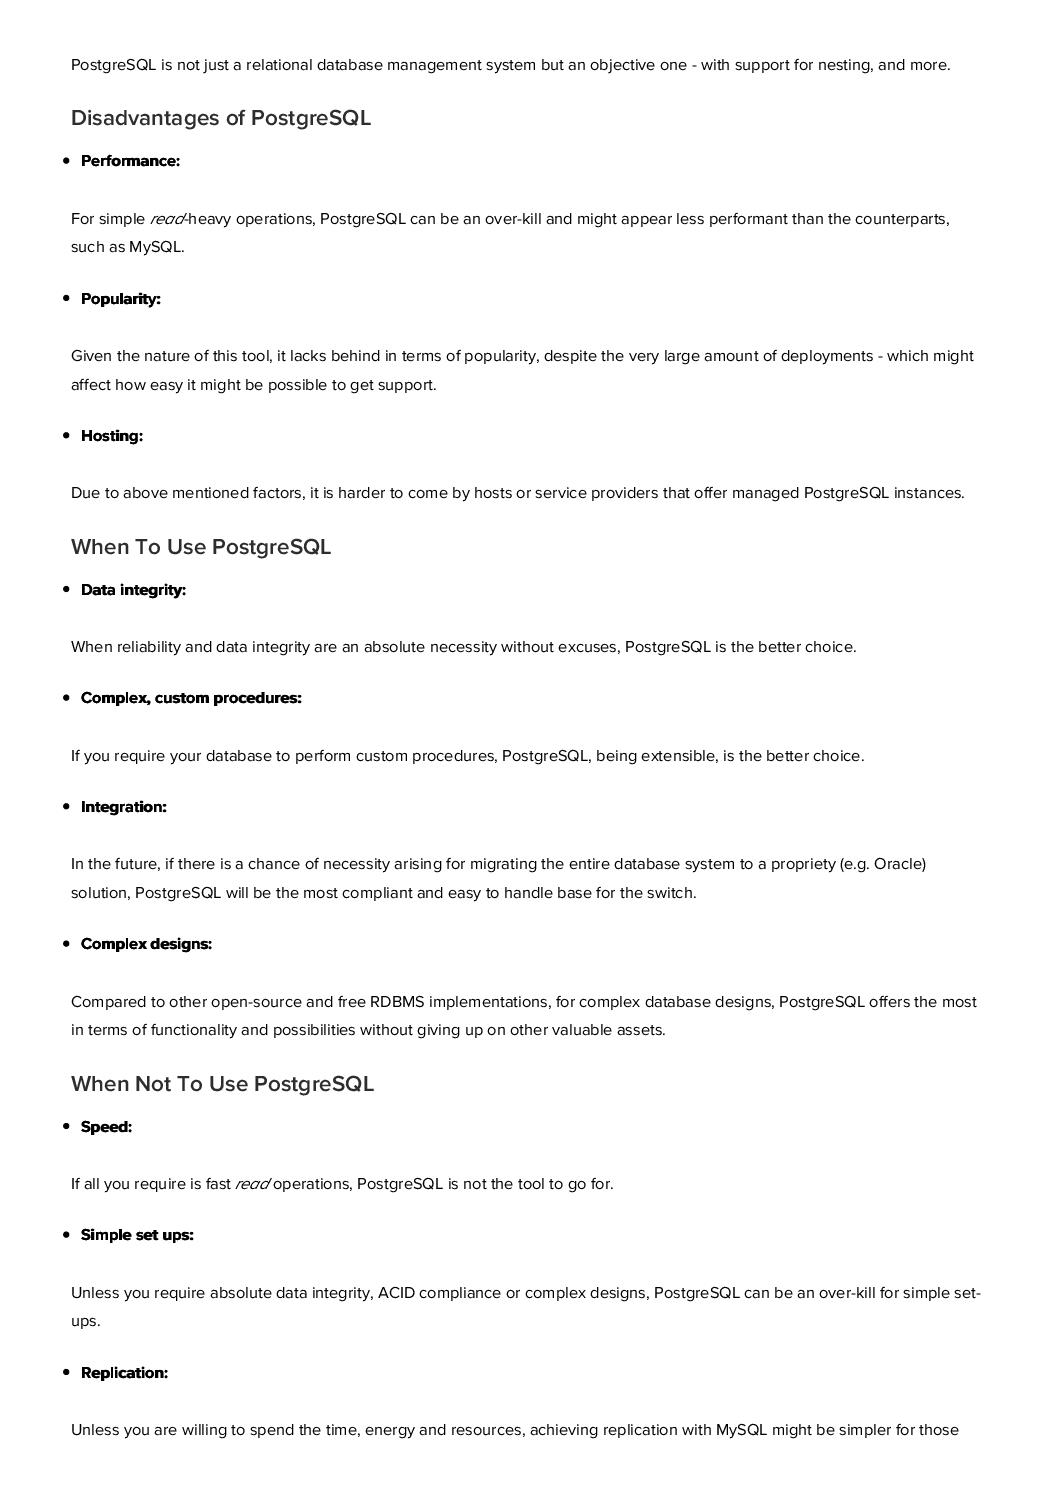 PostgreSQL is not just a relational database management system but an objective one - with support for nesting, and more.
Disadvantages of PostgreSQL
• Performance:
For simple read-heavy operations, PostgreSQL can be an over-kill and might appear less performant than the counterparts,
such as MySQL.
• Popularity:
Given the nature of this tool, it lacks behind in terms of popularity, despite the very large amount of deployments - which might
affect how easy it might be possible to get support.
• Hosting:
Due to above mentioned factors, it is harder to come by hosts or service providers that offer managed PostgreSQL instances.
When To Use PostgreSQL
• Data integrity:
When reliability and data integrity are an absolute necessity without excuses, PostgreSQL is the better choice.
• Complex, custom procedures:
If you require your database to perform custom procedures, PostgreSQL, being extensible, is the better choice.
• Integration:
In the future, if there is a chance of necessity arising for migrating the entire database system to a propriety (e.g. Oracle)
solution, PostgreSQL will be the most compliant and easy to handle base for the switch.
• Complex designs:
Compared to other open-source and free RDBMS implementations, for complex database designs, PostgreSQL offers the most
in terms of functionality and possibilities without giving up on other valuable assets.
When Not To Use PostgreSQL
• Speed:
If all you require is fast read operations, PostgreSQL is not the tool to go for.
• Simple set ups:
Unless you require absolute data integrity, ACID compliance or complex designs, PostgreSQL can be an over-kill for simple set-
ups.
• Replication:
Unless you are willing to spend the time, energy and resources, achieving replication with MySQL might be simpler for those